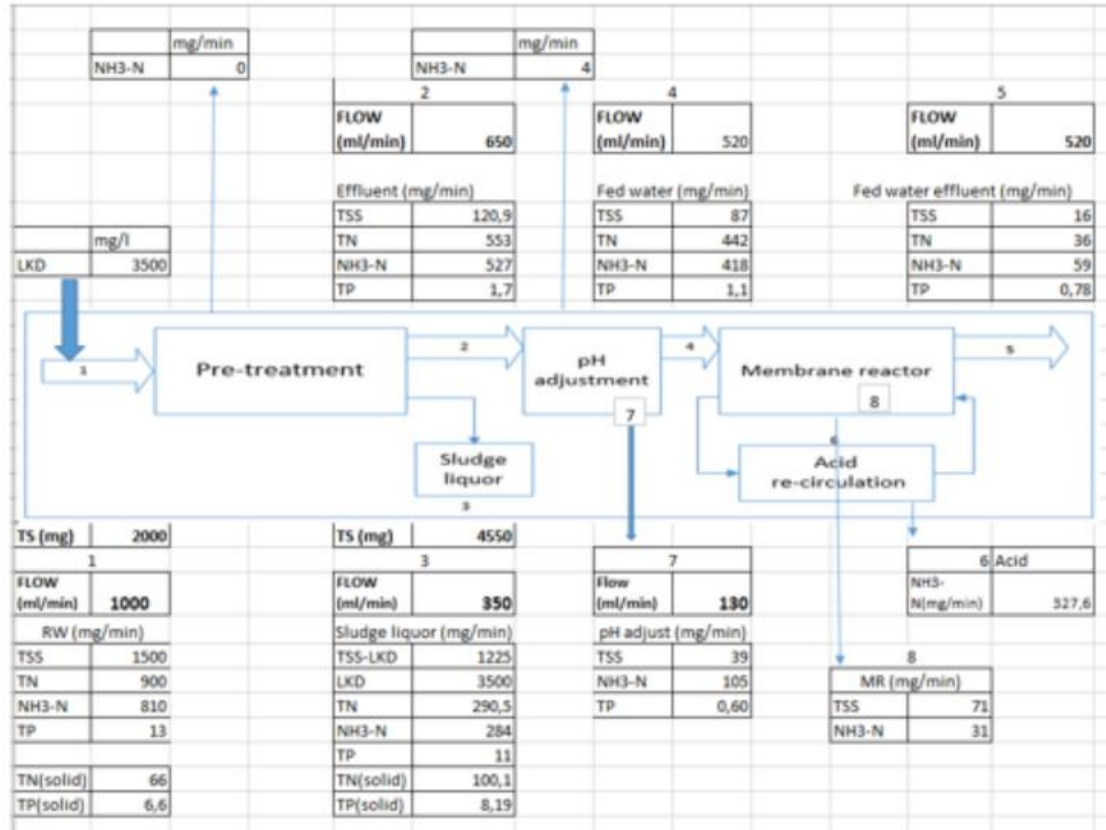 mg/min
mg/min
NH3-N 0
NH3-N 4
2
4
5
FLOW (ml/min) 650
FLOW (ml/min) 520
FLOW (ml/min) 520
Effluent (mg/min)
TSS 120,9
TN 553
NH3-N 527
TP 1,7
Fed water (mg/min)
TSS 87
TN 442
NH3-N 418
TP 1,1
Fed water effluent (mg/min)
TSS 16
TN 36
NH3-N 59
TP 0,78
mg/l
LKD 3500
1
Pre-treatment
2
pH
adjustment
7
4
Membrane reactor
8
5
Sludge
liquor
3
6
Acid
re-circulation
TS (mg) 2000
1
FLOW
(ml/min) 1000
RW (mg/min)
TSS 1500
TN 900
NH3-N 810
TP 13
TN(solid) 66
TP(solid) 6,6
TS (mg) 4550
3
FLOW
(ml/min) 350
Sludge liquor (mg/min)
TSS-LKD 1225
LKD 3500
TN 290,5
NH3-N 284
TP 11
TN(solid) 100,1
TP(solid) 8,19
7
Flow
(ml/min) 130
pH adjust (mg/min)
TSS 39
NH3-N 105
TP 0,60
6 Acid
NH3-
N(mg/min) 327,6
8
MR (mg/min)
TSS 71
NH3-N 31